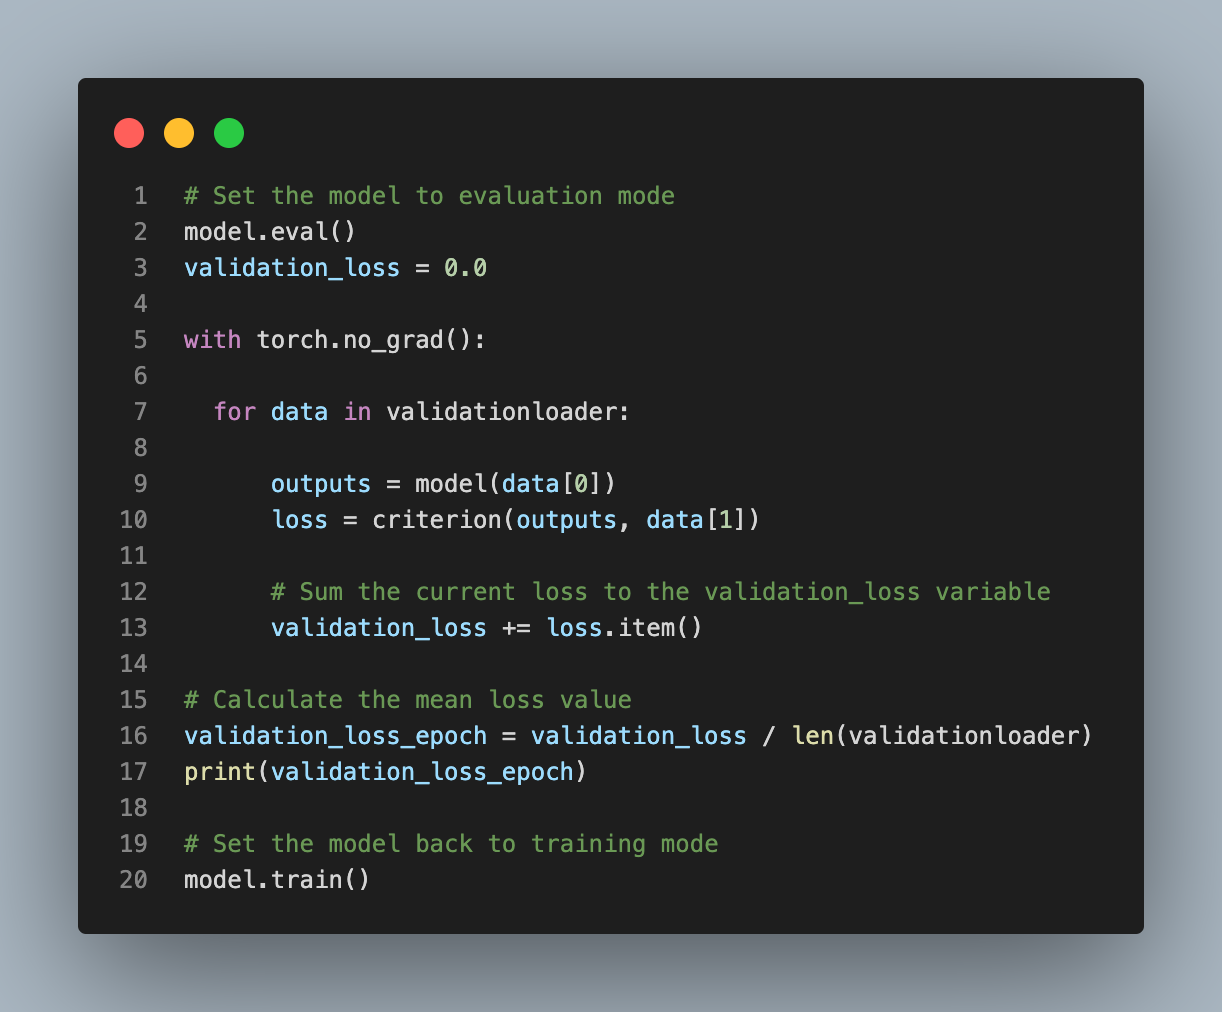 1 # Set the model to evaluation mode
2 model.eval()
3 validation_loss = 0.0
4
5 with torch.no_grad():
6
7   for data in validationloader:
8
9       outputs = model(data[0])
10       loss = criterion(outputs, data[1])
11
12       # Sum the current loss to the validation_loss variable
13       validation_loss += loss.item()
14
15 # Calculate the mean loss value
16 validation_loss_epoch = validation_loss / len(validationloader)
17 print(validation_loss_epoch)
18
19 # Set the model back to training mode
20 model.train()